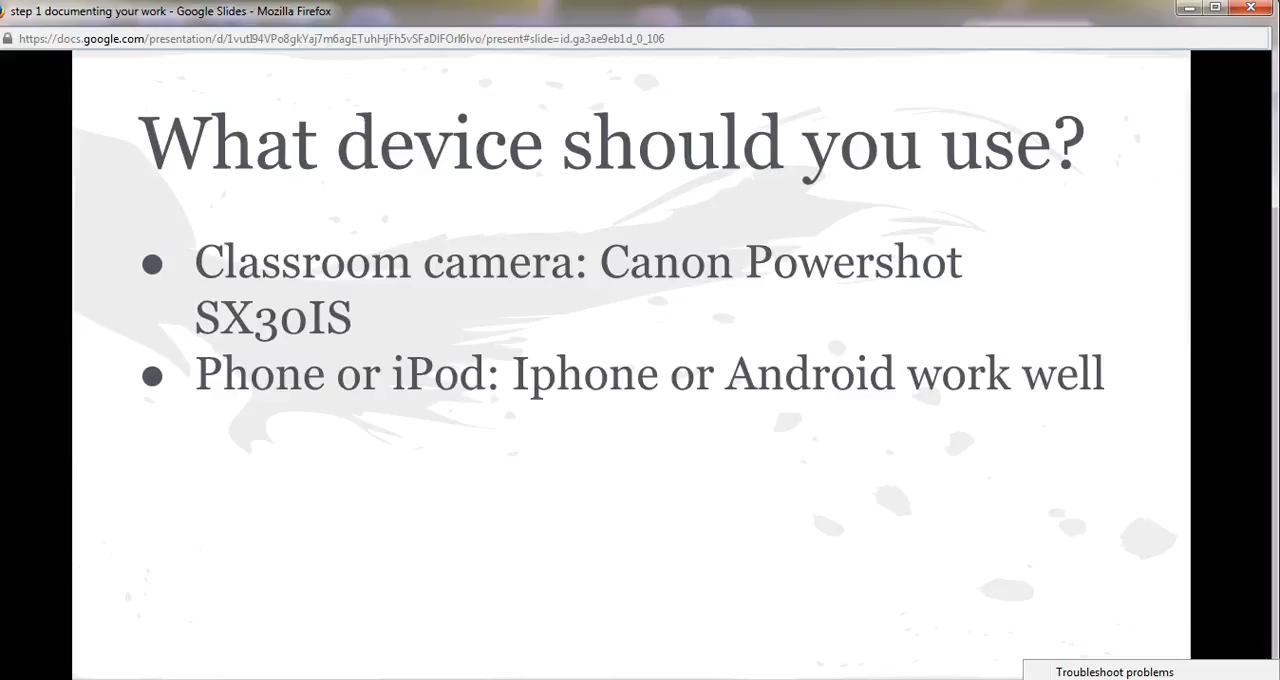 step 1 documenting your work - Google Slides - Mozilla Firefox
https://docs.google.com/presentation/d/1vutI94VPo8gkYaj7m6agETuhHjFh5vSFaDIFOrl6lvo/present#slide=id.ga3ae9eb1d_0_106
What device should you use?
● Classroom camera: Canon Powershot
SX30IS
● Phone or iPod: Iphone or Android work well
Troubleshoot problems